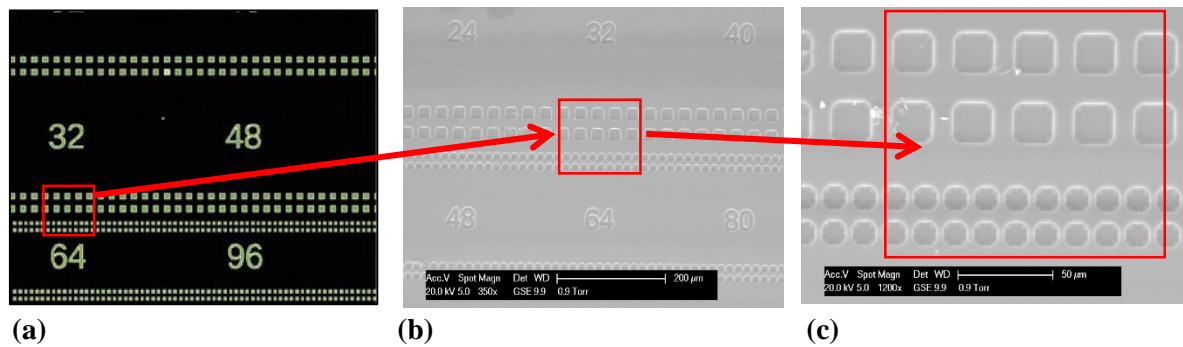 32 48
64 96
24 32 40
48 64 80
Acc.V Spot Magn Det WD 200 µm
20.0 kV 5.0 350x GSE 9.9 0.9 Torr
Acc.V Spot Magn Det WD 50 µm
20.0 kV 5.0 1200x GSE 9.9 0.9 Torr
(a) (b) (c)